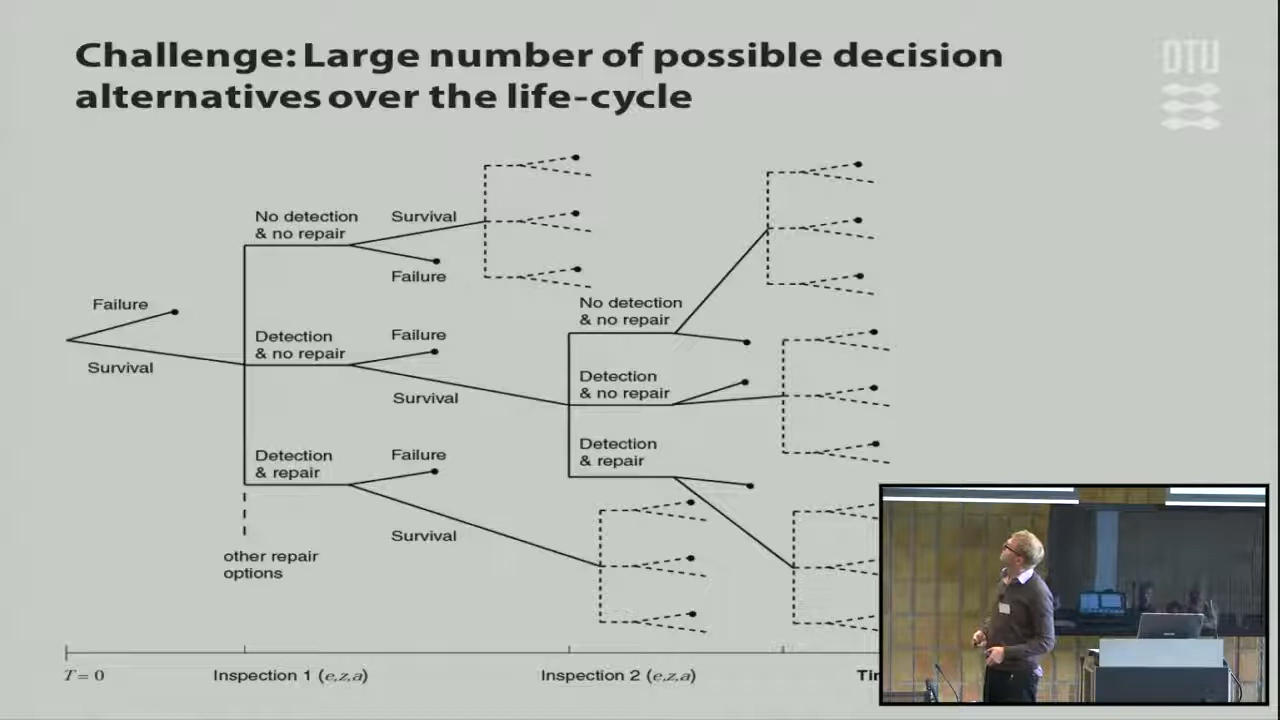 Challenge: Large number of possible decision
alternatives over the life-cycle
DTU
No detection
& no repair
Survival
Failure
Failure
Survival
Detection
& no repair
Failure
Survival
Detection
& repair
Failure
Survival
other repair
options
No detection
& no repair
Detection
& no repair
Detection
& repair
T = 0
Inspection 1 (e,z,a)
Inspection 2 (e,z,a)